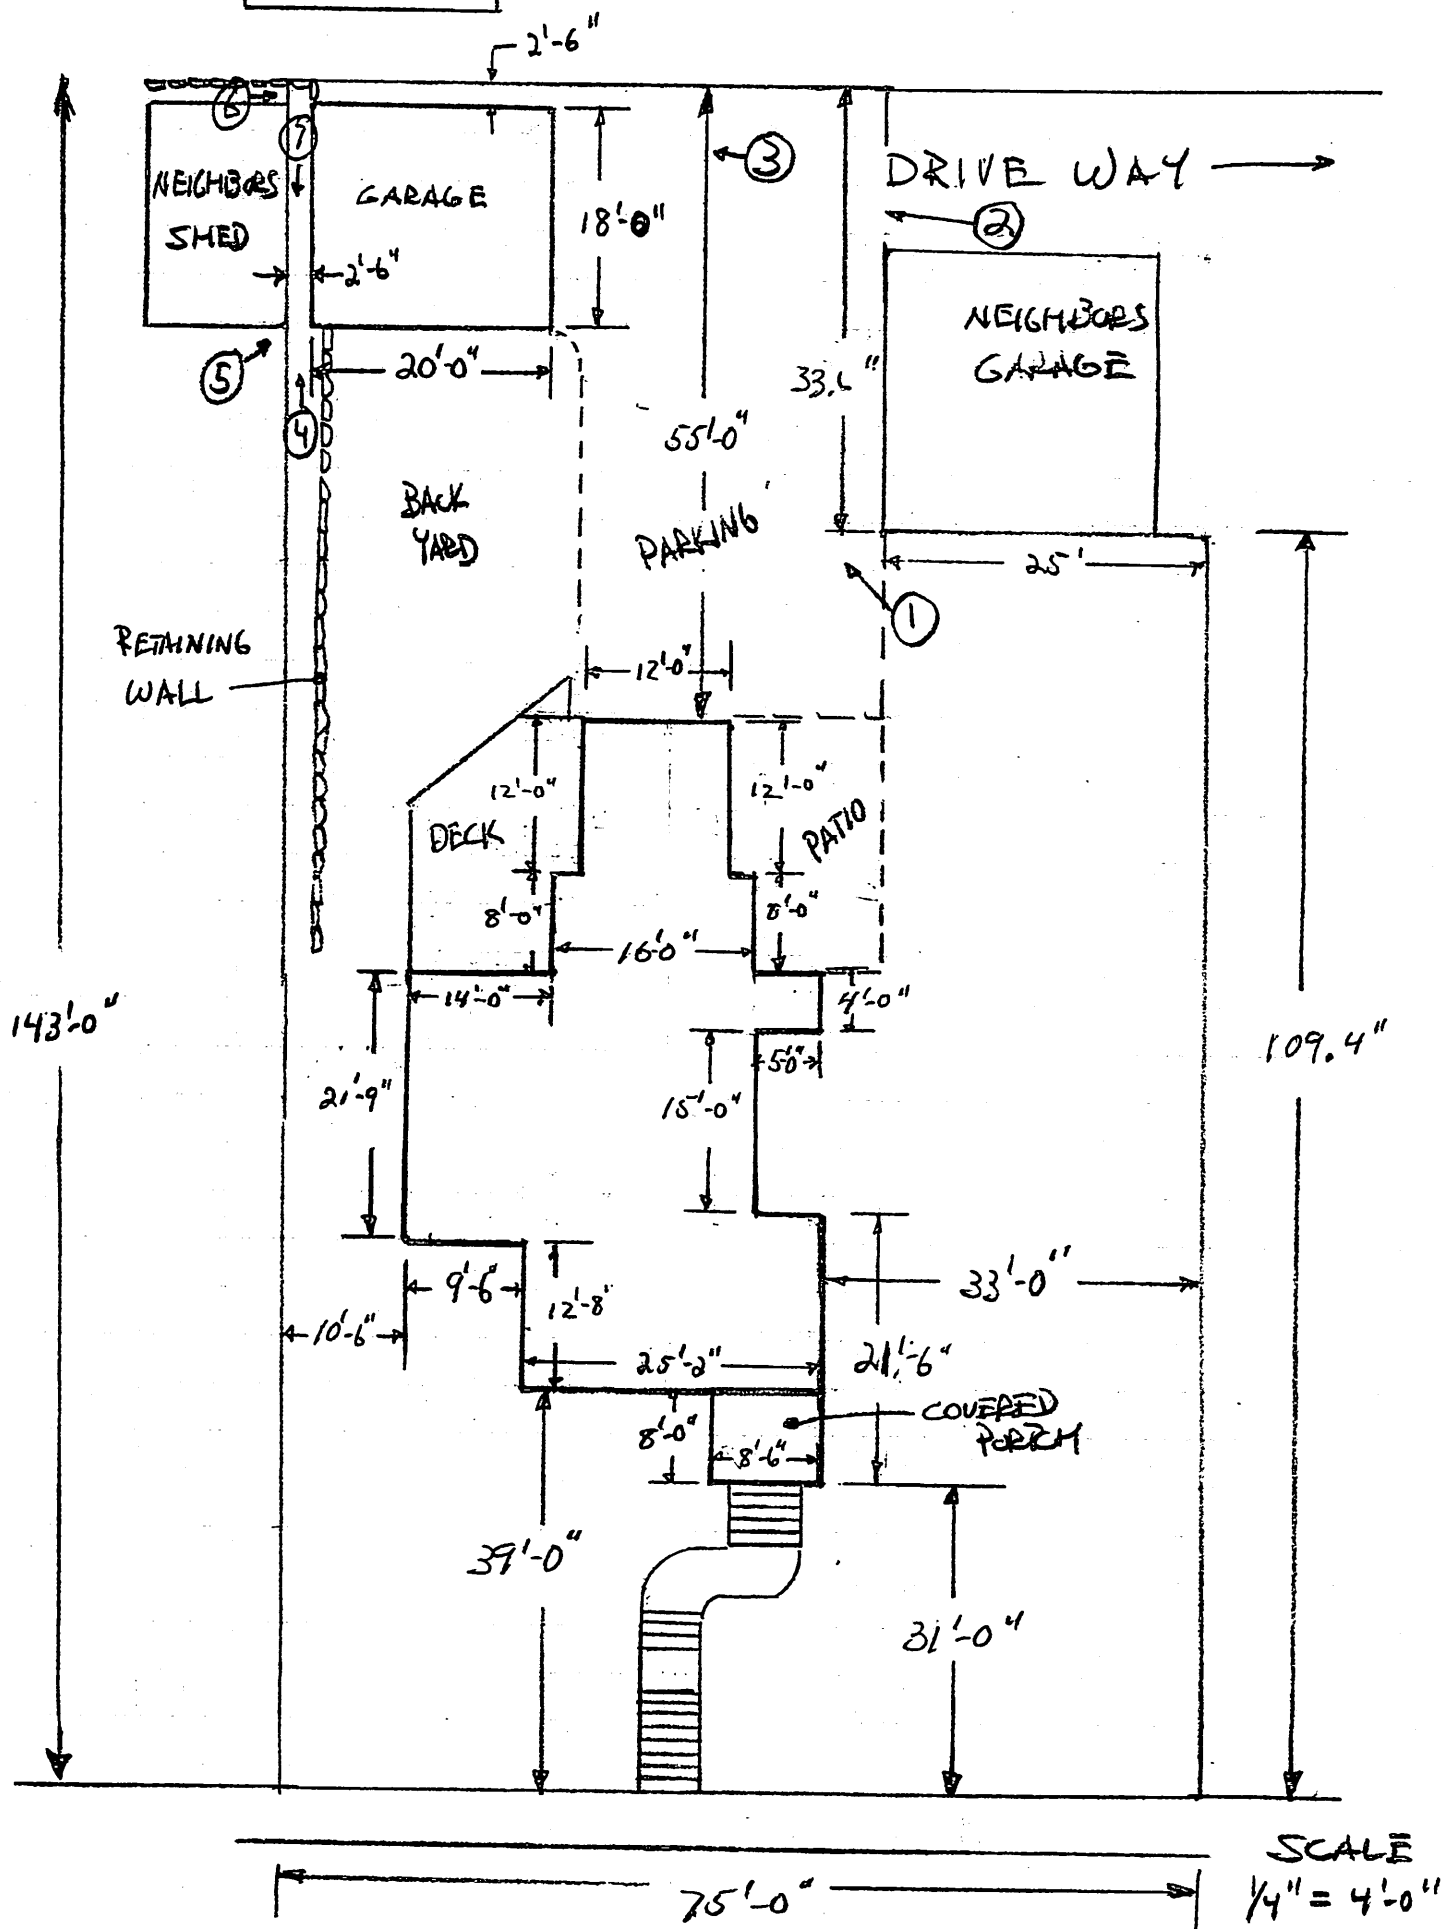 2'-6"
6
7
3
DRIVE WAY
NEIGHBORS
SHED
GARAGE
18'-0"
2
2'-6"
NEIGHBORS
GARAGE
5
20'-0"
33.6"
4
55'-0"
BACK
YARD
PARKING
25'
1
RETAINING
WALL
12'-0"
12'-0"
12'-0"
DECK
PATIO
8'-0"
8'-0"
16'-0"
14'-0"
4'-0"
143'-0"
109.4"
5'0"
21'-9"
15'-0"
9'-6"
12'-8"
33'-0"
10'-6"
25'-2"
21'-6"
COVERED
PORTCH
8'-0"
8'-6"
39'-0"
31'-0"
SCALE
1/4" = 4'-0"
75'-0"